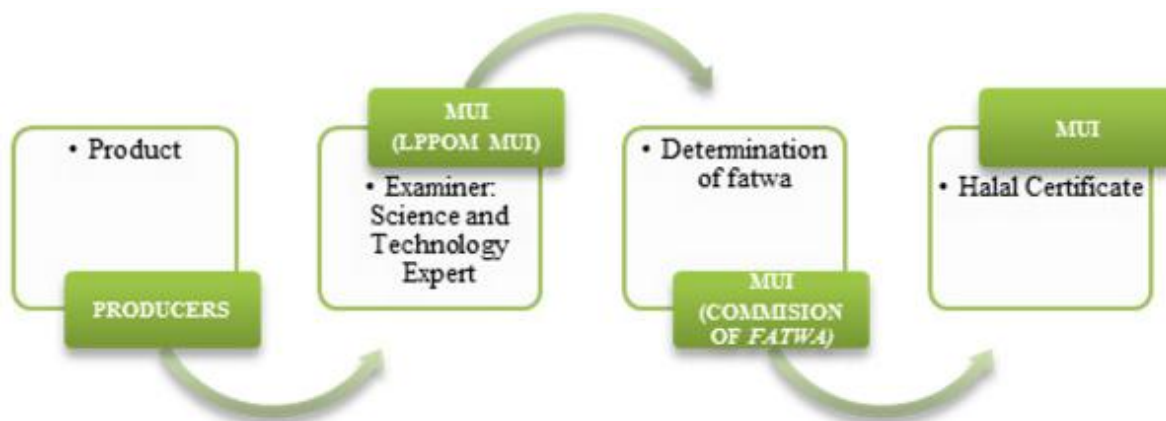 • Product
PRODUCERS
MUI
(LPPOM MUI)
• Examiner:
Science and
Technology
Expert
• Determination
of fatwa
MUI
(COMMISION
OF FATWA)
MUI
• Halal Certificate